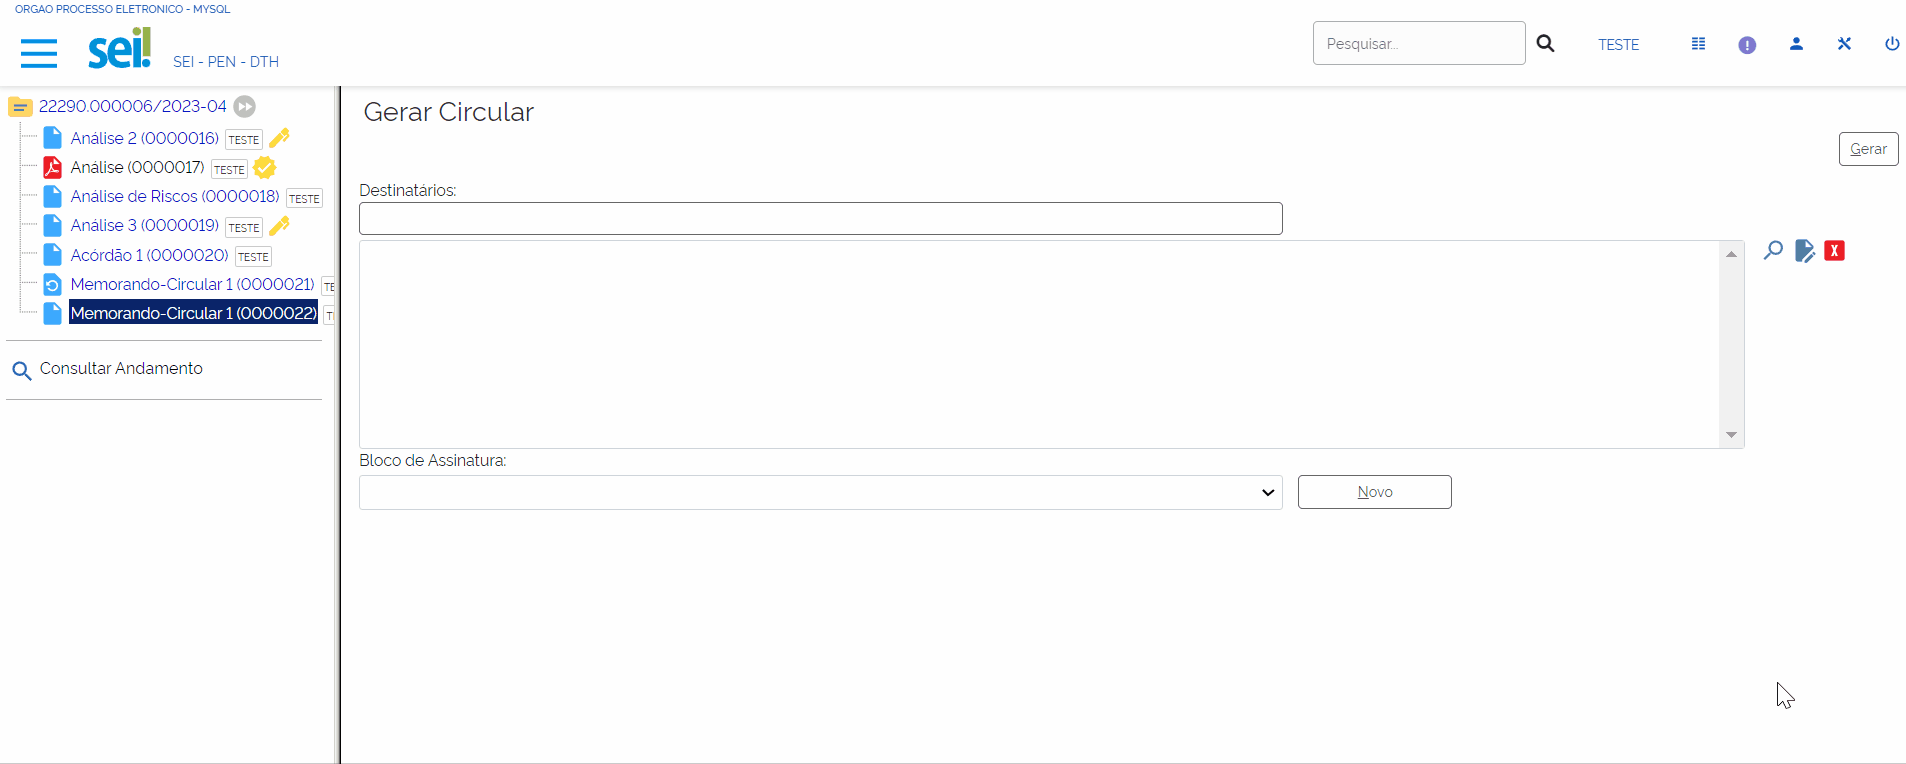 ORGAO PROCESSO ELETRONICO - MYSQL
sei!
SEI - PEN - DTH
Pesquisar...
TESTE
22290.000006/2023-04
Análise 2 (0000016) TESTE
Análise (0000017) TESTE
Análise de Riscos (0000018) TESTE
Análise 3 (0000019) TESTE
Acórdão 1 (0000020) TESTE
Memorando-Circular 1 (0000021) TE
Memorando-Circular 1 (0000022) T
Consultar Andamento
Gerar Circular
Gerar
Destinatários:
X
Bloco de Assinatura:
Novo